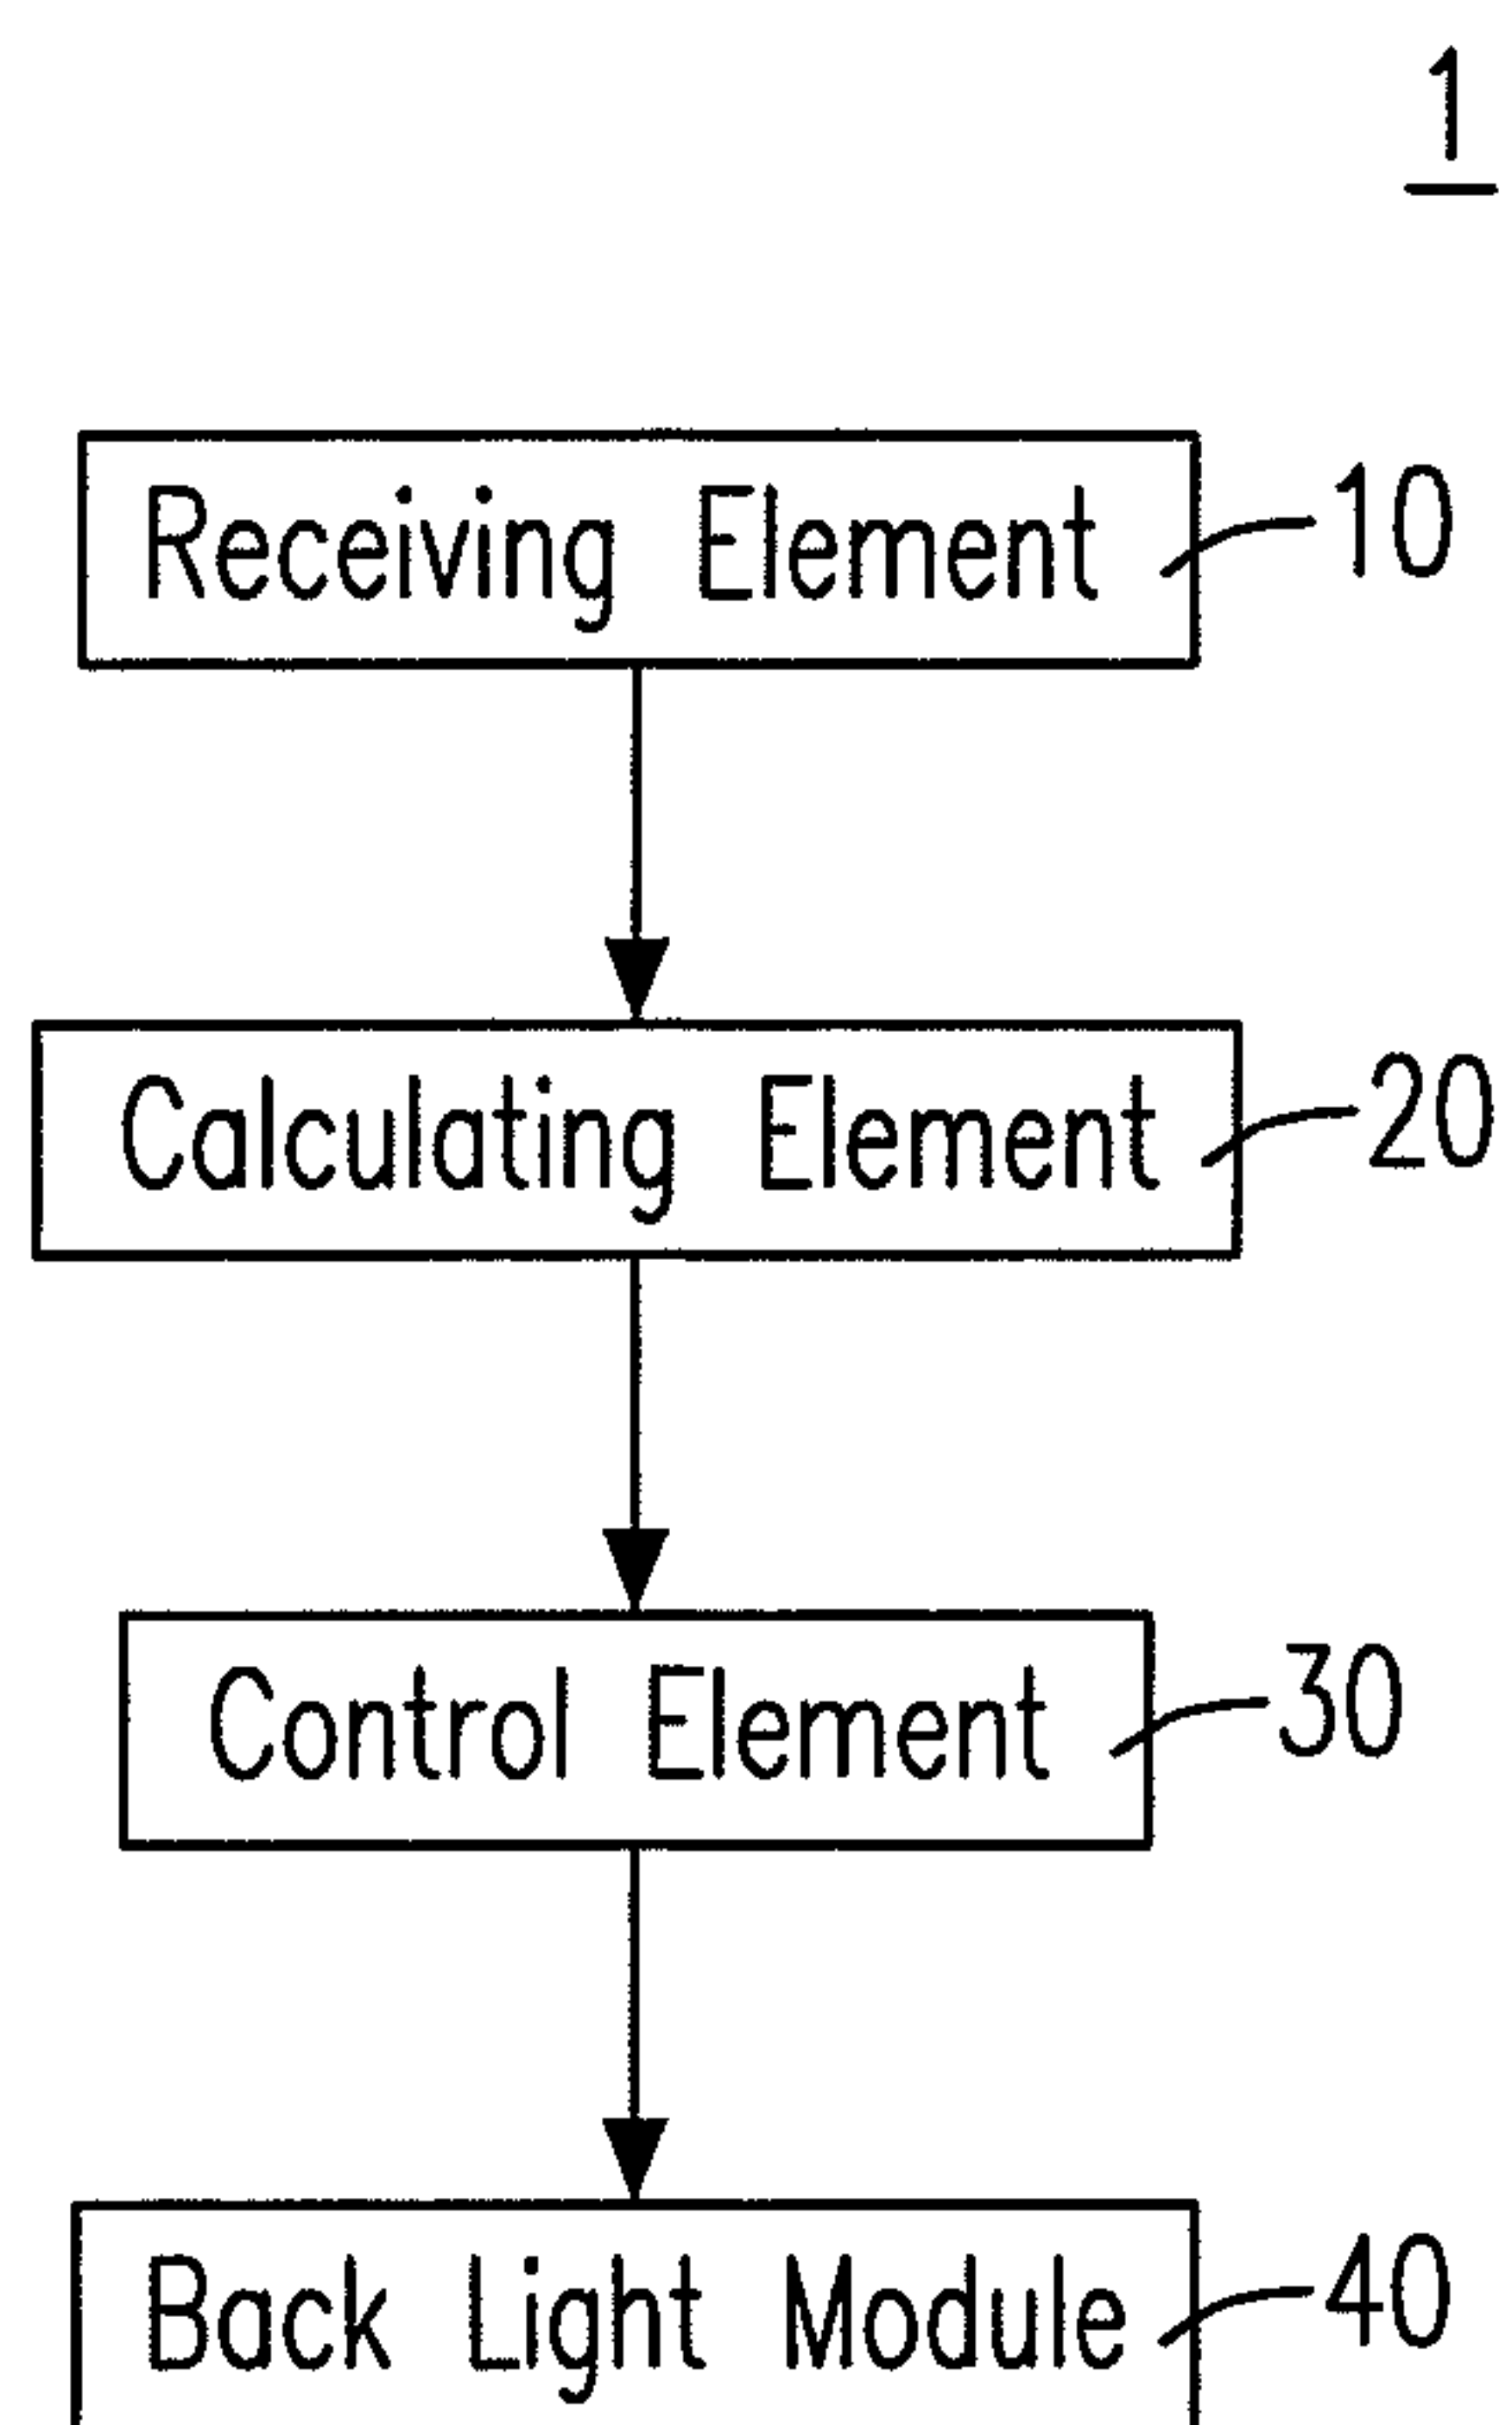 1
Receiving Element 10
Calculating Element 20
Control Element 30
Back Light Module 40